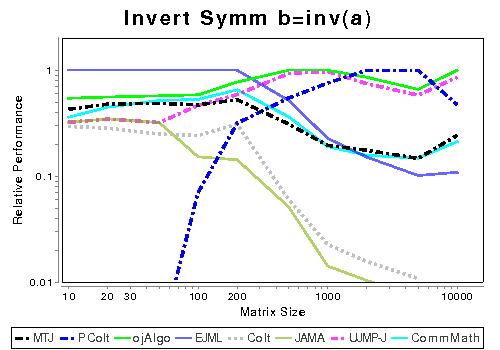 Invert Symm b=inv(a)
Relative Performance
1
0.1
0.01
10 20 30 100 200 1000 10000
Matrix Size
MTJ PColt ojAlgo EJML Colt JAMA UJMP-J CommMath